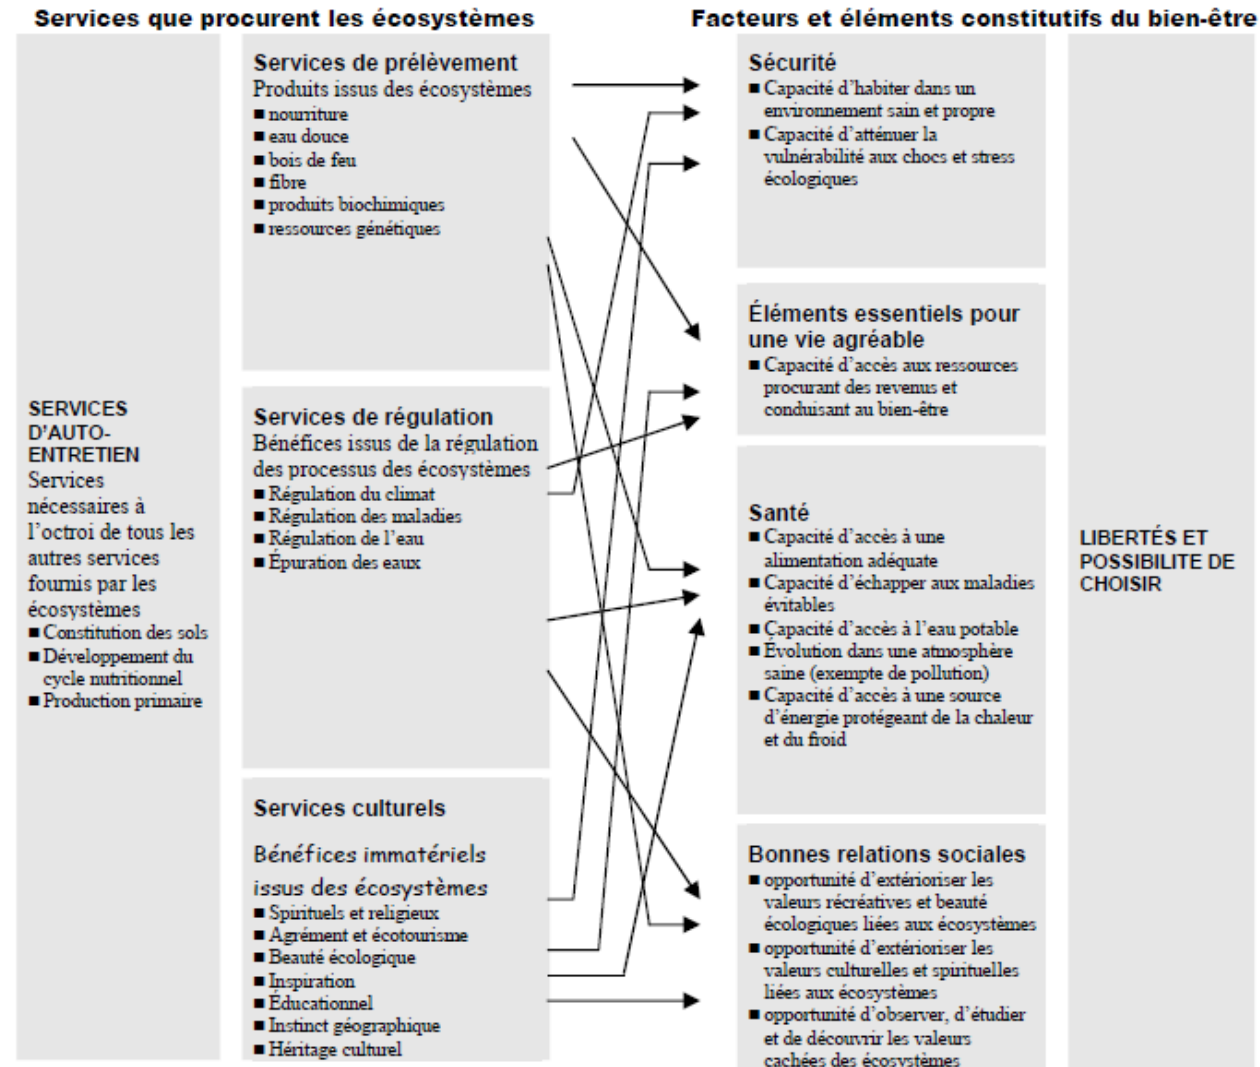 Services que procurent les écosystèmes
Facteurs et éléments constitutifs du bien-être
SERVICES
D'AUTO-
ENTRETIEN
Services
nécessaires à
l'octroi de tous les
autres services
fournis par les
écosystèmes
■ Constitution des sols
■ Développement du
cycle nutritionnel
■ Production primaire
Services de prélèvement
Produits issus des écosystèmes
■ nourriture
■ eau douce
■ bois de feu
■ fibre
■ produits biochimiques
■ ressources génétiques
Services de régulation
Bénéfices issus de la régulation
des processus des écosystèmes
■ Régulation du climat
■ Régulation des maladies
■ Régulation de l'eau
■ Épuration des eaux
Services culturels
Bénéfices immatériels
issus des écosystèmes
■ Spirituels et religieux
■ Agrément et écotourisme
■ Beauté écologique
■ Inspiration
■ Éducationnel
■ Instinct géographique
■ Héritage culturel
Sécurité
■ Capacité d'habiter dans un
environnement sain et propre
■ Capacité d'atténuer la
vulnérabilité aux chocs et stress
écologiques
Éléments essentiels pour
une vie agréable
■ Capacité d'accès aux ressources
procurant des revenus et
conduisant au bien-être
Santé
■ Capacité d'accès à une
alimentation adéquate
■ Capacité d'échapper aux maladies
évitables
■ Capacité d'accès à l'eau potable
■ Évolution dans une atmosphère
saine (exempte de pollution)
■ Capacité d'accès à une source
d'énergie protégeant de la chaleur
et du froid
Bonnes relations sociales
■ opportunité d'extérioriser les
valeurs récréatives et beauté
écologiques liées aux écosystèmes
■ opportunité d'extérioriser les
valeurs culturelles et spirituelles
liées aux écosystèmes
■ opportunité d'observer, d'étudier
et de découvrir les valeurs
cachées des écosystèmes
LIBERTÉS ET
POSSIBILITE DE
CHOISIR